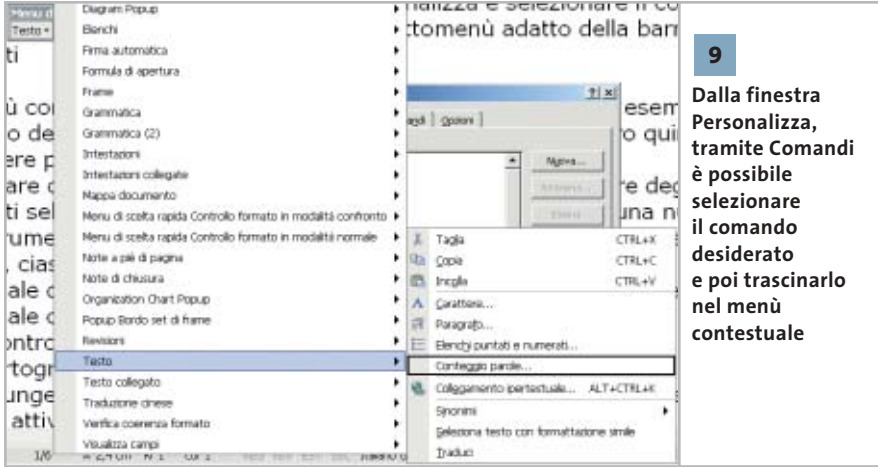 Menu d
Testo
Diagram Popup
Elenchi
Firma automatica
Formula di apertura
Frame
Grammatica
Grammatica (2)
Intestazioni
Intestazioni collegate
Mappa documento
Menu di scelta rapida Controllo formato in modalità confronto
Menu di scelta rapida Controllo formato in modalità normale
Note a piè di pagina
Note di chiusura
Organization Chart Popup
Popup Bordo set di frame
Revisioni
Testo
Testo collegato
Traduzione cinese
Verifica coerenza formato
Visualizza campi
nalizza e selezionare il co
ttomenù adatto della barr
Opzioni
Nuova...
Taglia CTRL+X
Copia CTRL+C
Incolla CTRL+V
Carattere...
Paragrafo...
Elenchi puntati e numerati...
Conteggio parole...
Collegamento ipertestuale... ALT+CTRL+K
Sinonimi
Seleziona testo con formattazione simile
Traduci
ti
ù co
o de
ere p
are c
ti sel
rume
, cias
ale c
ale c
ontro
togr
unge
attiv
esem
o qui
re deg
una n
1/6
9
Dalla finestra
Personalizza,
tramite Comandi
è possibile
selezionare
il comando
desiderato
e poi trascinarlo
nel menù
contestuale